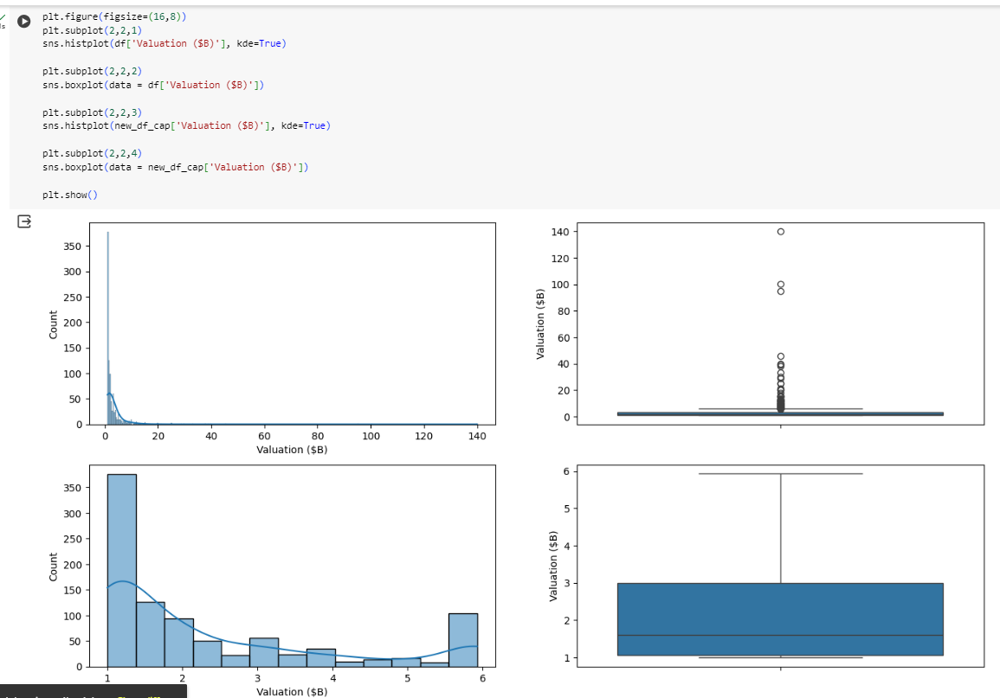 plt.figure(figsize=(16,8))
plt.subplot(2,2,1)
sns.histplot(df['Valuation ($B)'], kde=True)
plt.subplot(2,2,2)
sns.boxplot(data = df['Valuation ($B)'])
plt.subplot(2,2,3)
sns.histplot(new_df_cap['Valuation ($B)'], kde=True)
plt.subplot(2,2,4)
sns.boxplot(data = new_df_cap['Valuation ($B)'])
plt.show()
350
300
250
200
150
100
50
0
Count
0 20 40 60 80 100 120 140
Valuation ($B)
140
120
100
80
60
40
20
0
Valuation ($B)
350
300
250
200
150
100
50
0
Count
1 2 3 4 5 6
Valuation ($B)
6
5
4
3
2
1
Valuation ($B)